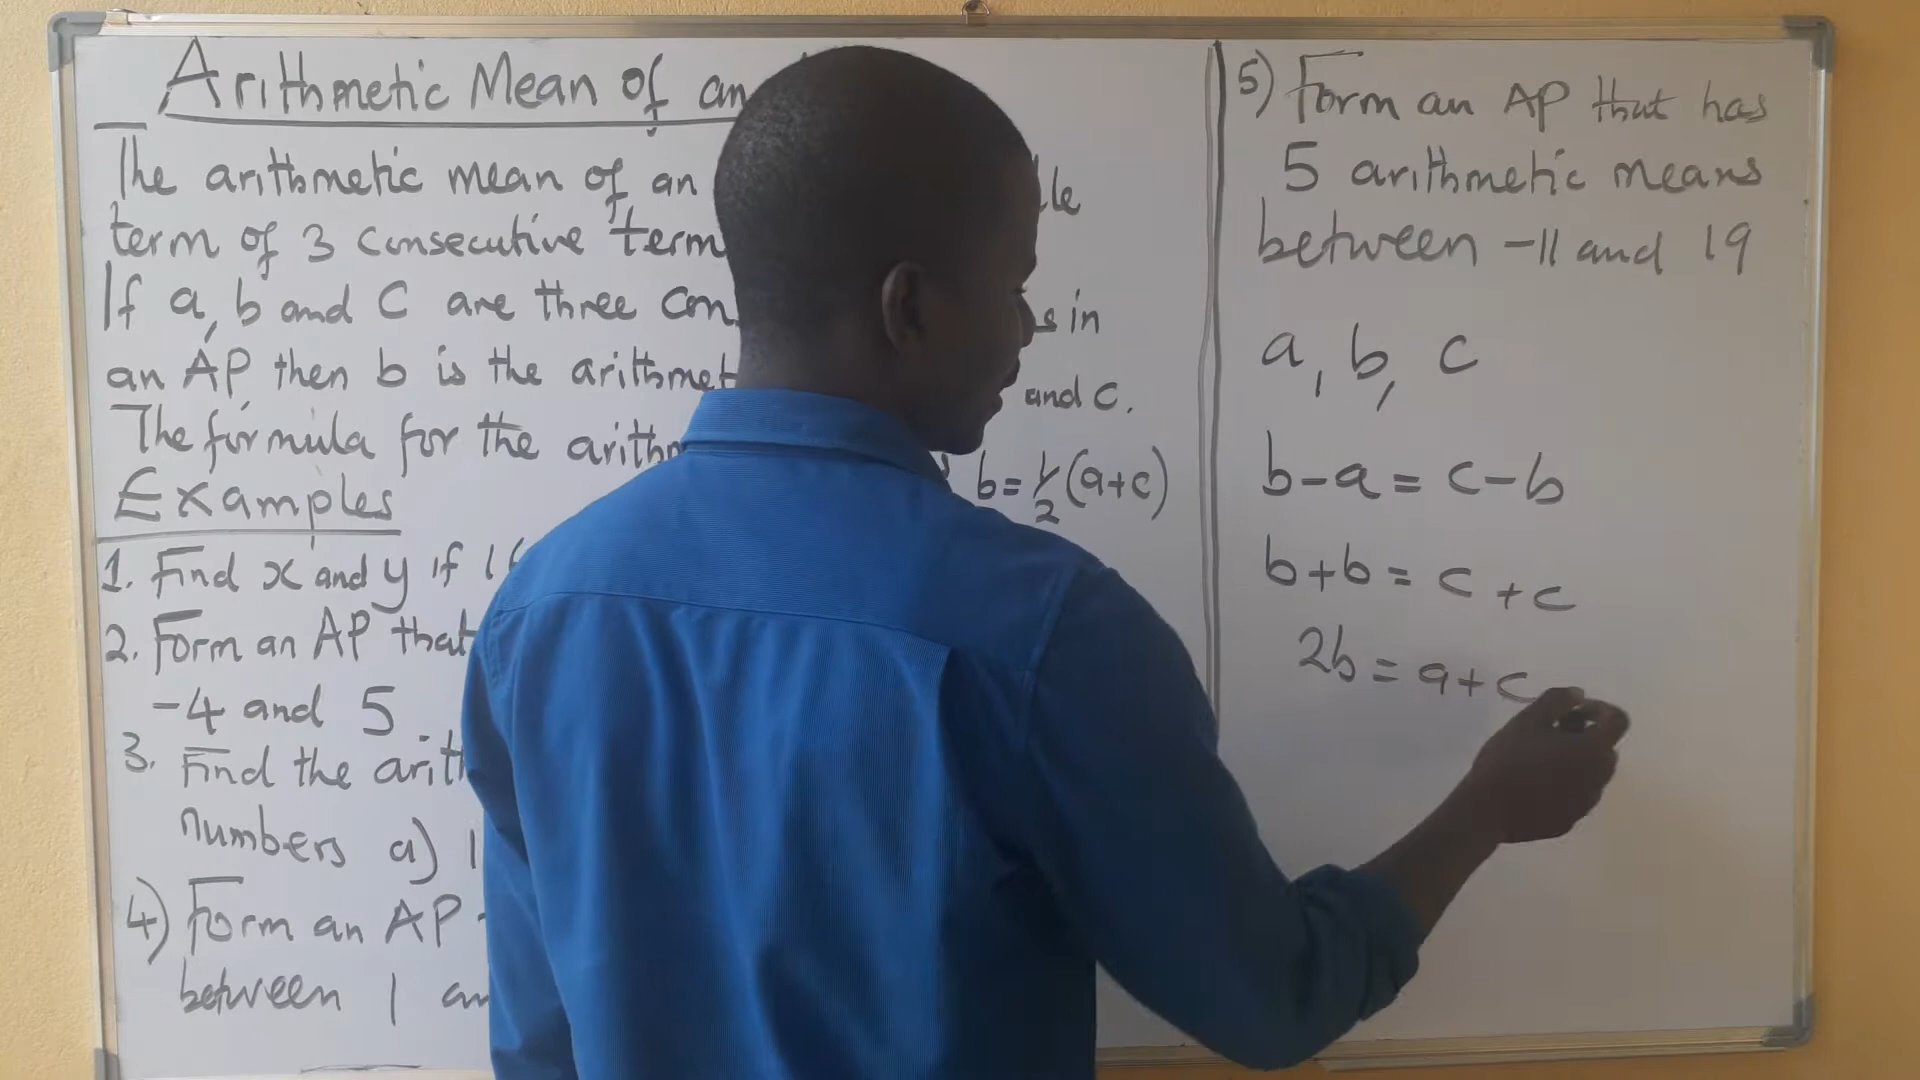 Arithmetic Mean of an
The arithmetic mean of an
term of 3 consecutive term
If a, b and C are three con s in
an AP then b is the arithmet and C.
The formula for the arithm b = 1/2 (a+c)
Examples
1. Find x and y if
2. Form an AP that
-4 and 5
3. Find the arith
numbers a) 1
4) Form an AP
between 1 an
5) Form an AP that has
5 arithmetic means
between -11 and 19
a, b, c
b-a = c-b
b+b = c+c
2b = a+c